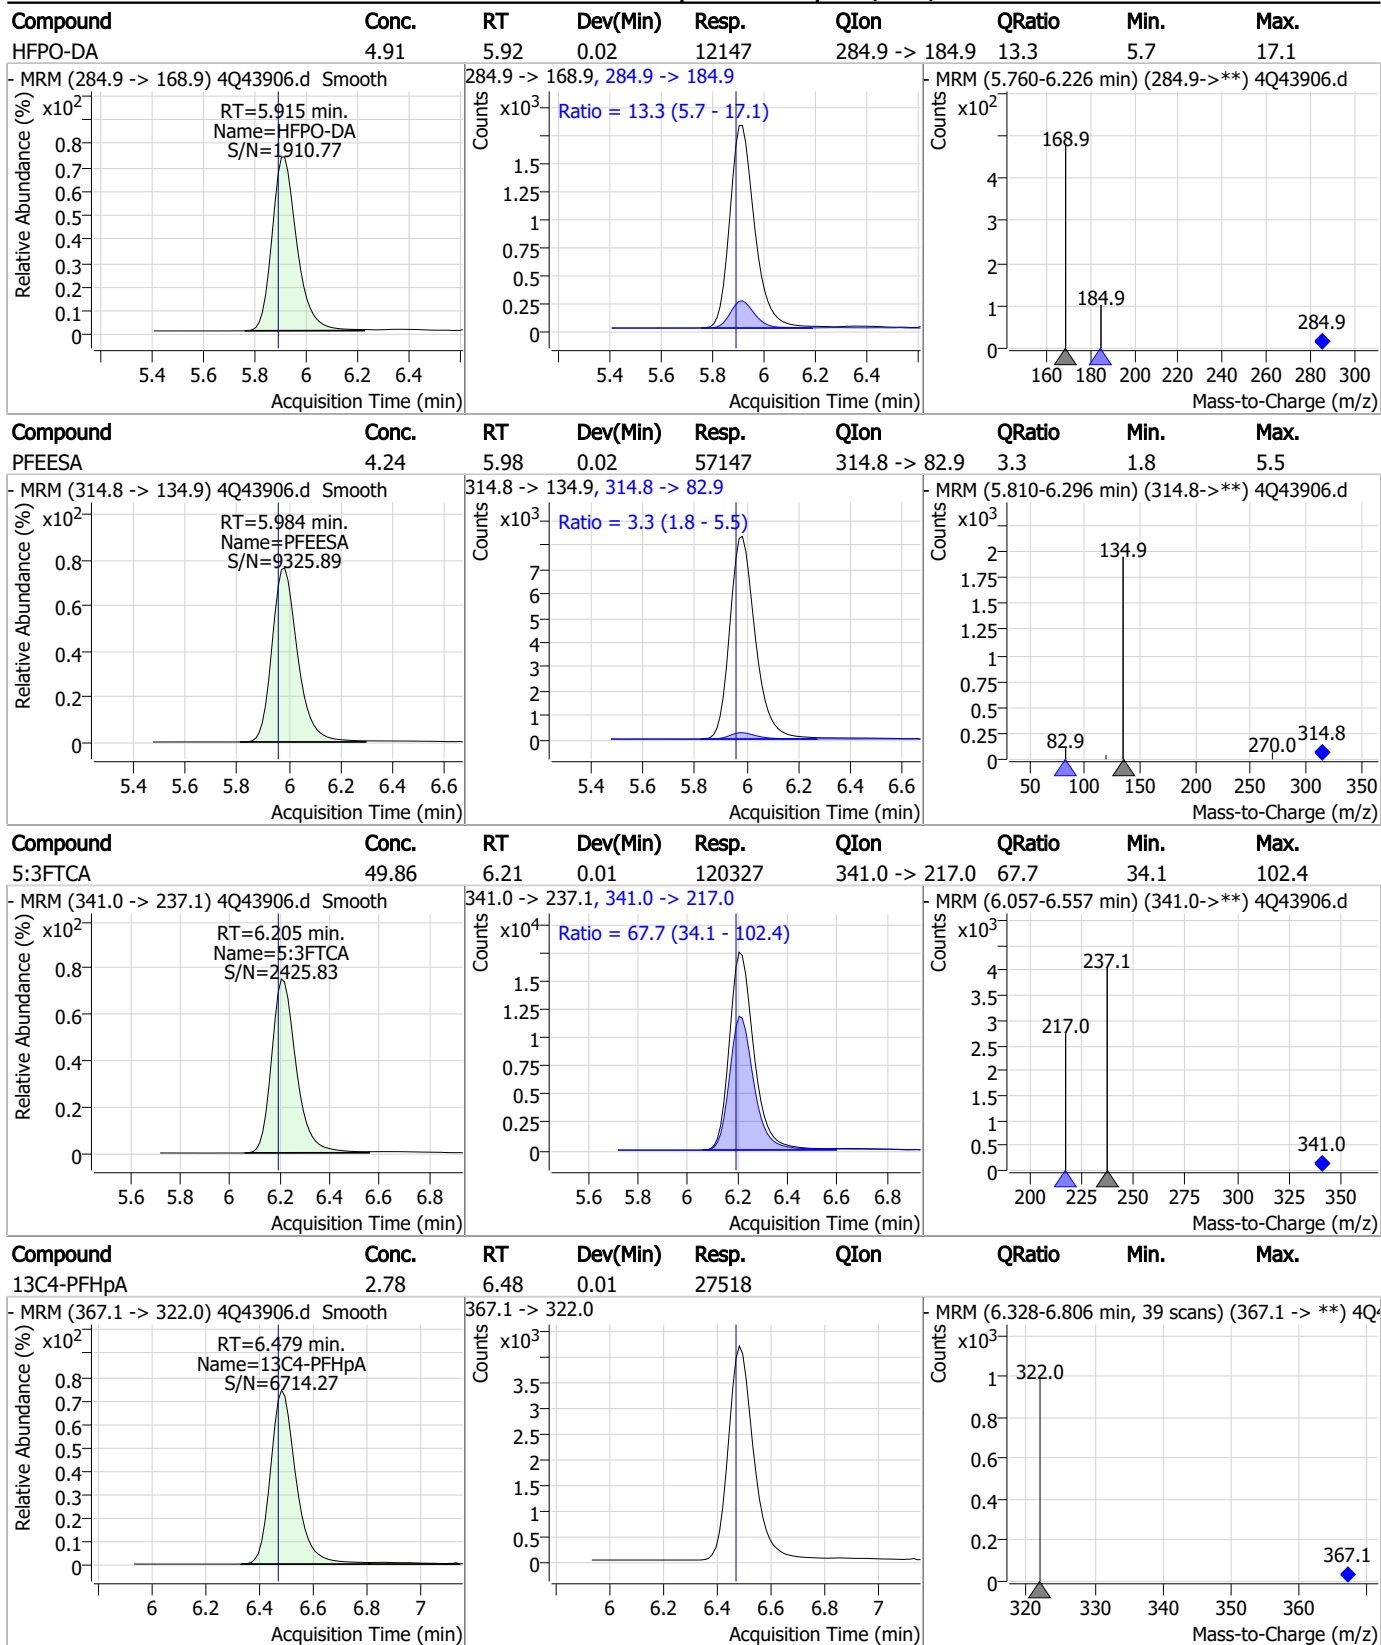 Compound Conc. RT Dev(Min) Resp. QIon QRatio Min. Max.
HFPO-DA 4.91 5.92 0.02 12147 284.9 -> 184.9 13.3 5.7 17.1
- MRM (284.9 -> 168.9) 4Q43906.d Smooth
Relative Abundance (%)
x10²
RT=5.915 min.
Name=HFPO-DA
S/N=1910.77
0.8
0.7
0.6
0.5
0.4
0.3
0.2
0.1
0
5.4 5.6 5.8 6 6.2 6.4
Acquisition Time (min)
284.9 -> 168.9, 284.9 -> 184.9
Counts
x10³
Ratio = 13.3 (5.7 - 17.1)
1.5
1.25
1
0.75
0.5
0.25
0
5.4 5.6 5.8 6 6.2 6.4
Acquisition Time (min)
- MRM (5.760-6.226 min) (284.9->**) 4Q43906.d
Counts
x10²
168.9
4
3
2
184.9
1
284.9
0
160 180 200 220 240 260 280 300
Mass-to-Charge (m/z)
Compound Conc. RT Dev(Min) Resp. QIon QRatio Min. Max.
PFEESA 4.24 5.98 0.02 57147 314.8 -> 82.9 3.3 1.8 5.5
- MRM (314.8 -> 134.9) 4Q43906.d Smooth
Relative Abundance (%)
x10²
RT=5.984 min.
Name=PFEESA
S/N=9325.89
0.8
0.6
0.4
0.2
0
5.4 5.6 5.8 6 6.2 6.4 6.6
Acquisition Time (min)
314.8 -> 134.9, 314.8 -> 82.9
Counts
x10³
Ratio = 3.3 (1.8 - 5.5)
7
6
5
4
3
2
1
0
5.4 5.6 5.8 6 6.2 6.4 6.6
Acquisition Time (min)
- MRM (5.810-6.296 min) (314.8->**) 4Q43906.d
Counts
x10³
134.9
2
1.75
1.5
1.25
1
0.75
0.5
0.25
82.9
270.0
314.8
0
50 100 150 200 250 300 350
Mass-to-Charge (m/z)
Compound Conc. RT Dev(Min) Resp. QIon QRatio Min. Max.
5:3FTCA 49.86 6.21 0.01 120327 341.0 -> 217.0 67.7 34.1 102.4
- MRM (341.0 -> 237.1) 4Q43906.d Smooth
Relative Abundance (%)
x10²
RT=6.205 min.
Name=5:3FTCA
S/N=2425.83
0.8
0.6
0.4
0.2
0
5.6 5.8 6 6.2 6.4 6.6 6.8
Acquisition Time (min)
341.0 -> 237.1, 341.0 -> 217.0
Counts
x10⁴
Ratio = 67.7 (34.1 - 102.4)
1.5
1.25
1
0.75
0.5
0.25
0
5.6 5.8 6 6.2 6.4 6.6 6.8
Acquisition Time (min)
- MRM (6.057-6.557 min) (341.0->**) 4Q43906.d
Counts
x10³
237.1
4
3.5
3
217.0
2.5
2
1.5
1
0.5
341.0
0
200 225 250 275 300 325 350
Mass-to-Charge (m/z)
Compound Conc. RT Dev(Min) Resp. QIon QRatio Min. Max.
13C4-PFHpA 2.78 6.48 0.01 27518
- MRM (367.1 -> 322.0) 4Q43906.d Smooth
Relative Abundance (%)
x10²
RT=6.479 min.
Name=13C4-PFHpA
S/N=6714.27
0.8
0.7
0.6
0.5
0.4
0.3
0.2
0.1
0
6 6.2 6.4 6.6 6.8 7
Acquisition Time (min)
367.1 -> 322.0
Counts
x10³
3.5
3
2.5
2
1.5
1
0.5
0
6 6.2 6.4 6.6 6.8 7
Acquisition Time (min)
- MRM (6.328-6.806 min, 39 scans) (367.1 -> **) 4Q4
Counts
x10³
322.0
1
0.8
0.6
0.4
0.2
367.1
0
320 330 340 350 360
Mass-to-Charge (m/z)